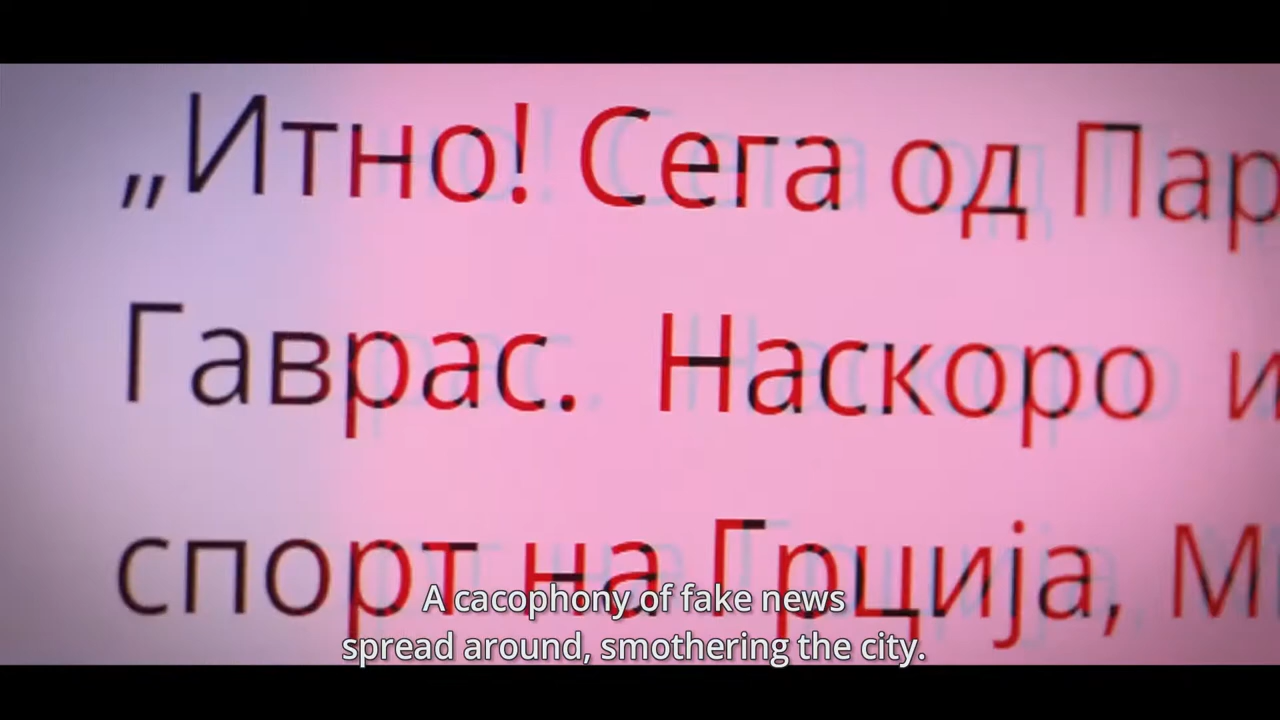 „Итно! Сега од Пар
Гаврас. Наскоро и
спорт на Грција, М
A cacophony of fake news
spread around, smothering the city.